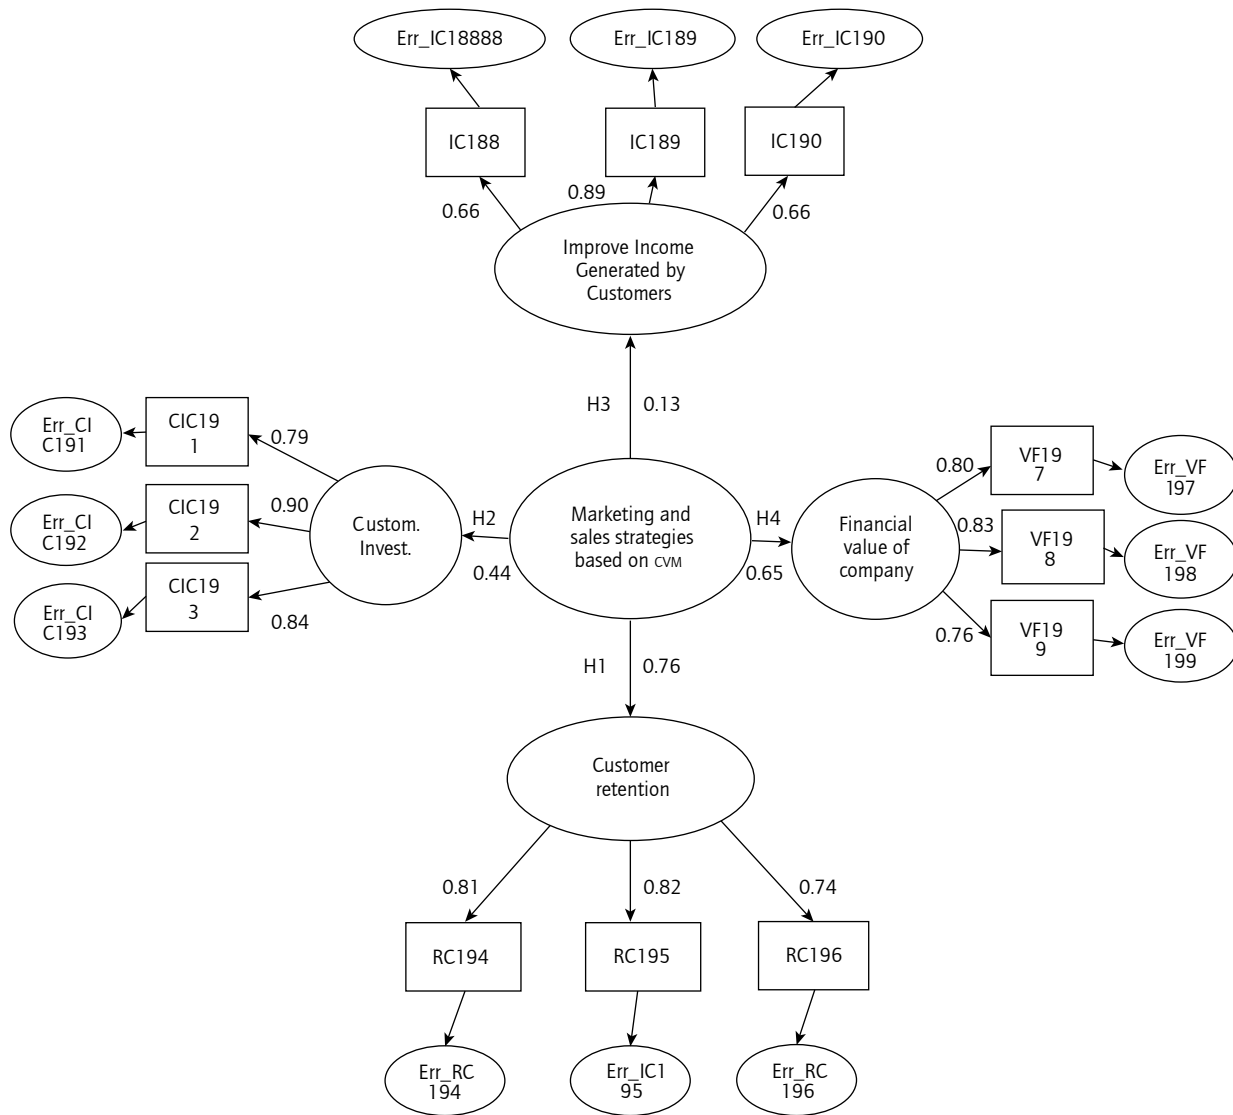 Err_IC18888
Err_IC189
Err_IC190
IC188
IC189
IC190
0.66
0.89
0.66
Improve Income
Generated by
Customers
H3
0.13
Err_CI
C191
CIC19
1
0.79
Err_CI
C192
CIC19
2
0.90
Err_CI
C193
CIC19
3
0.84
Custom.
Invest.
H2
0.44
Marketing and
sales strategies
based on CVM
H4
0.65
Financial
value of
company
0.80
VF19
7
Err_VF
197
0.83
VF19
8
Err_VF
198
0.76
VF19
9
Err_VF
199
H1
0.76
Customer
retention
0.81
0.82
0.74
RC194
RC195
RC196
Err_RC
194
Err_IC1
95
Err_RC
196